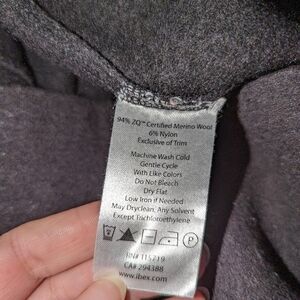 94% ZQ™ Certified Merino Wool
6% Nylon
Exclusive of Trim
Machine Wash Cold
Gentle Cycle
With Like Colors
Do Not Bleach
Dry Flat
Low Iron if Needed
May Dryclean, Any Solvent
Except Trichloroethylene
P
RN# 115719
CA# 294388
www.ibex.com